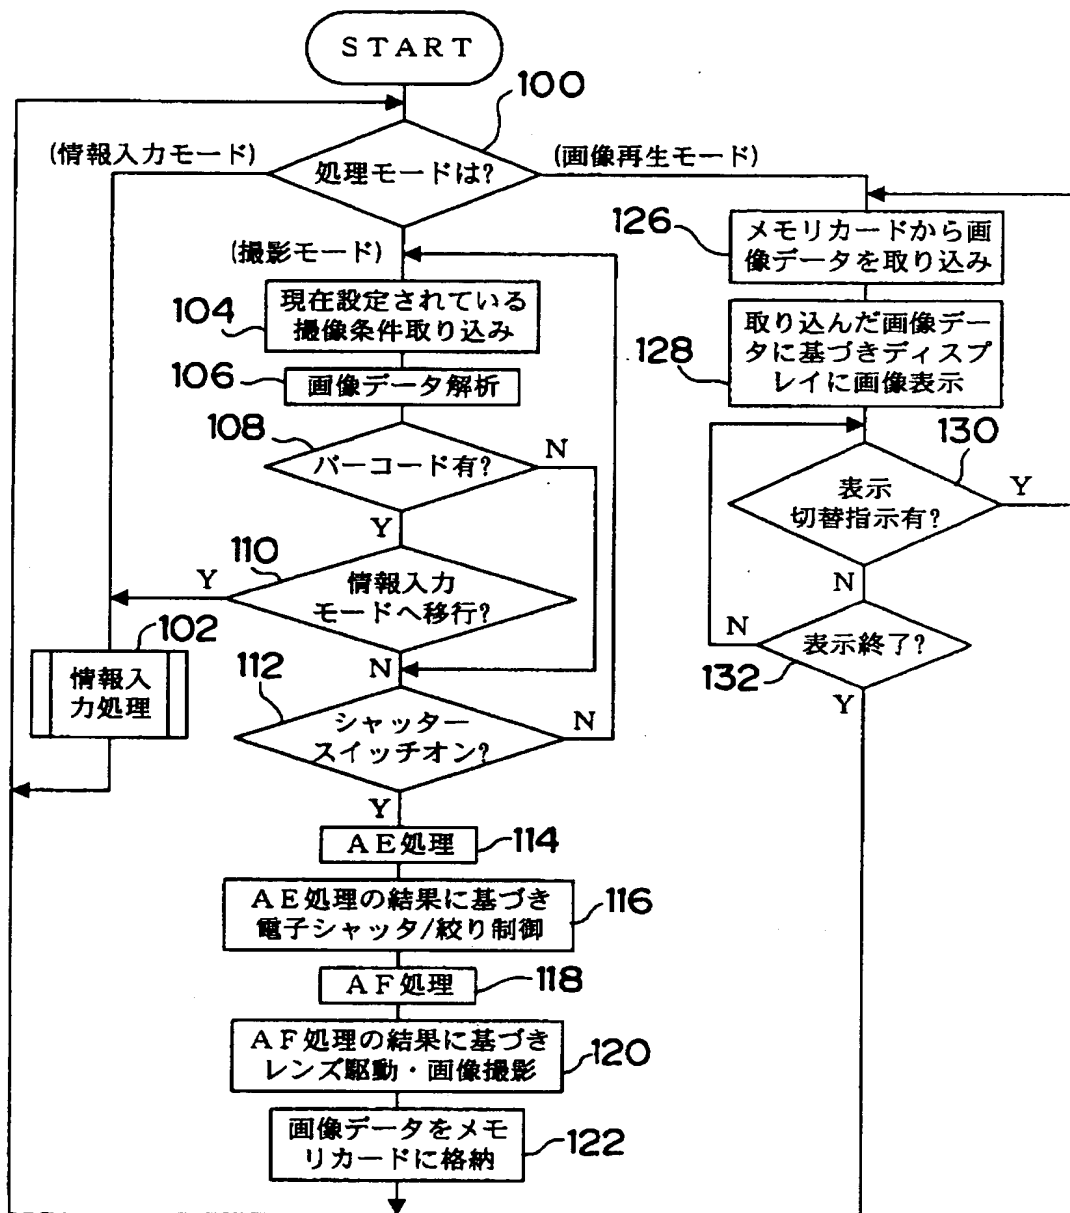 START
100
(情報入力モード)
処理モードは?
(画像再生モード)
(撮影モード)
126
メモリカードから画
像データを取り込み
104
現在設定されている
撮像条件取り込み
128
取り込んだ画像デー
タに基づきディスプ
レイに画像表示
106
画像データ解析
108
バーコード有?
N
Y
130
表示
切替指示有?
Y
N
110
情報入力
モードへ移行?
Y
N
102
情報入
力処理
132
表示終了?
N
Y
112
シャッター
スイッチオン?
N
Y
AE処理
114
AE処理の結果に基づき
電子シャッタ/絞り制御
116
AF処理
118
AF処理の結果に基づき
レンズ駆動・画像撮影
120
画像データをメモ
リカードに格納
122